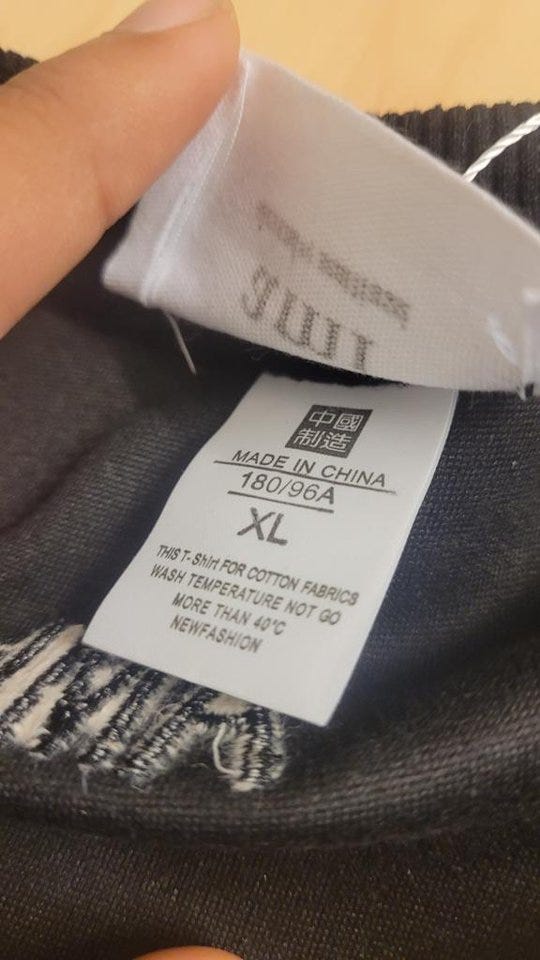 中國
制造
MADE IN CHINA
180/96A
XL
THIS T-Shirt FOR COTTON FABRICS
WASH TEMPERATURE NOT GO
MORE THAN 40°C
NEWFASHION